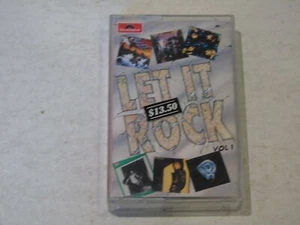 LET IT
$13.50
ROCK
VOL 1